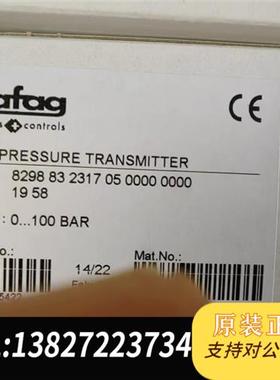 afag
controls
CE
PRESSURE TRANSMITTER
8298 83 2317 05 0000 0000
19 58
: 0...100 BAR
Mat.No.:
14/22
:13827223734
原装正
支持对公